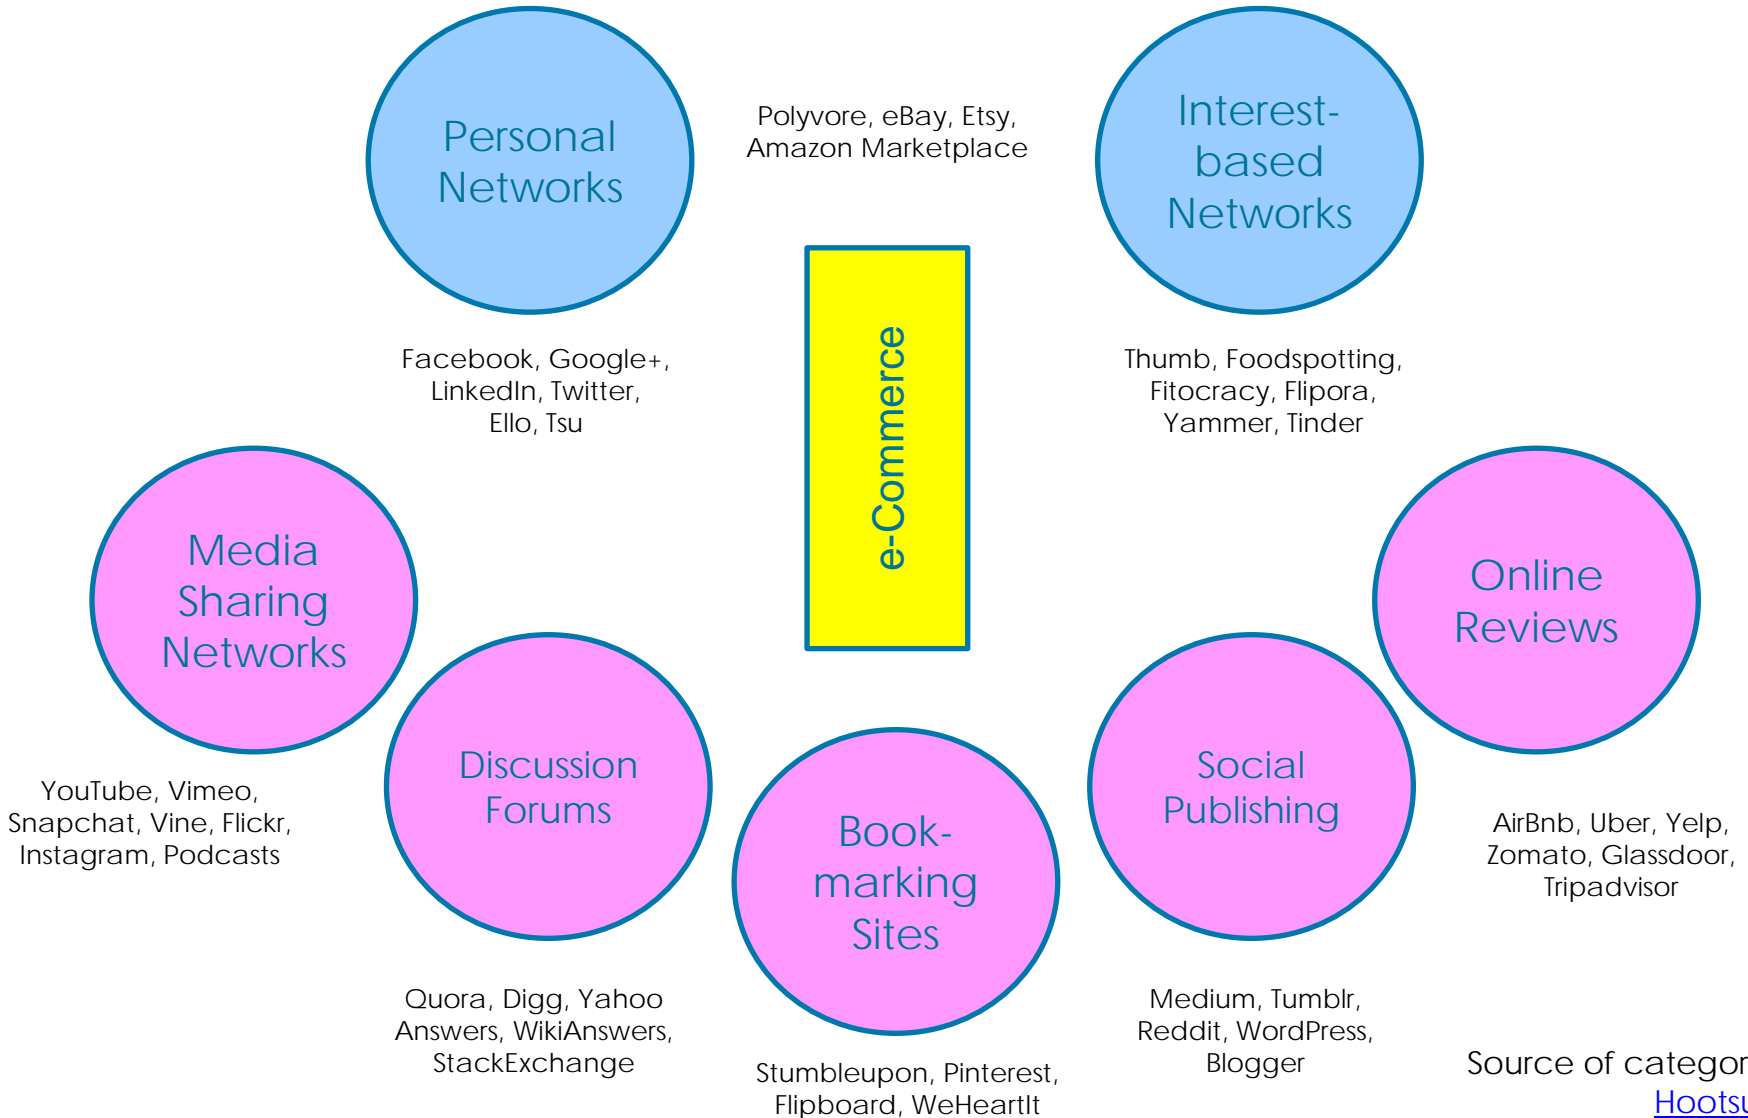 Personal
Networks
Polyvore, eBay, Etsy,
Amazon Marketplace
Interest-
based
Networks
Facebook, Google+,
LinkedIn, Twitter,
Ello, Tsu
e-Commerce
Thumb, Foodspotting,
Fitocracy, Flipora,
Yammer, Tinder
Media
Sharing
Networks
Online
Reviews
YouTube, Vimeo,
Snapchat, Vine, Flickr,
Instagram, Podcasts
Discussion
Forums
Book-
marking
Sites
Social
Publishing
AirBnb, Uber, Yelp,
Zomato, Glassdoor,
Tripadvisor
Quora, Digg, Yahoo
Answers, WikiAnswers,
StackExchange
Stumbleupon, Pinterest,
Flipboard, WeHeartIt
Medium, Tumblr,
Reddit, WordPress,
Blogger
Source of